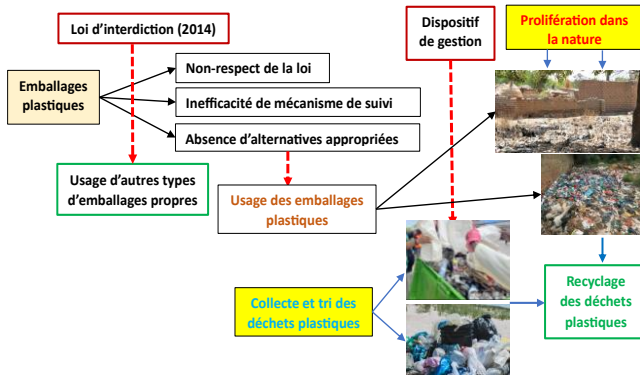 Loi d'interdiction (2014)
Dispositif
de gestion
Prolifération dans
la nature
Emballages
plastiques
Non-respect de la loi
Inefficacité de mécanisme de suivi
Absence d'alternatives appropriées
Usage d'autres types
d'emballages propres
Usage des emballages
plastiques
Collecte et tri des
déchets plastiques
Recyclage
des déchets
plastiques